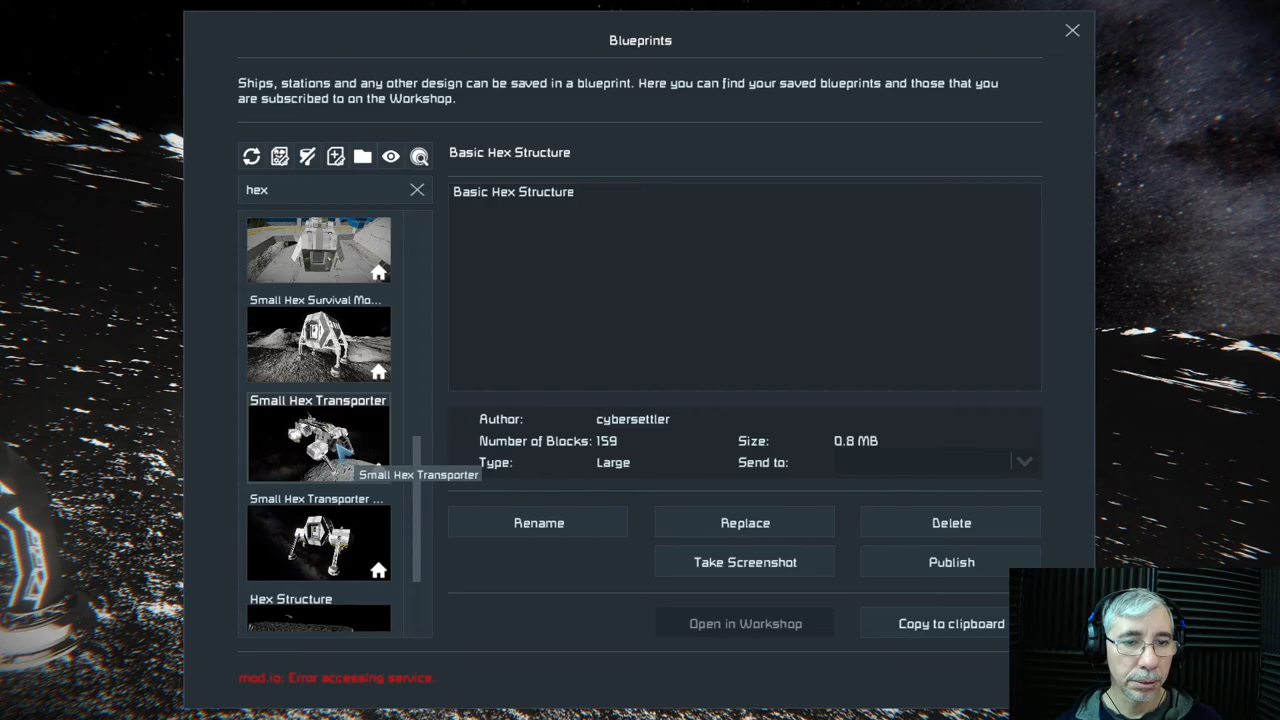 Blueprints
Ships, stations and any other design can be saved in a blueprint. Here you can find your saved blueprints and those that you
are subscribed to on the Workshop.
hex
Small Hex Survival Mo...
Small Hex Transporter
Small Hex Transporter
Small Hex Transporter ...
Hex Structure
Basic Hex Structure
Basic Hex Structure
Author: cybersettler
Number of Blocks: 159 Size: 0.8 MB
Type: Large Send to:
Rename Replace Delete
Take Screenshot Publish
Open in Workshop Copy to clipboard
mod.io: Error accessing service.